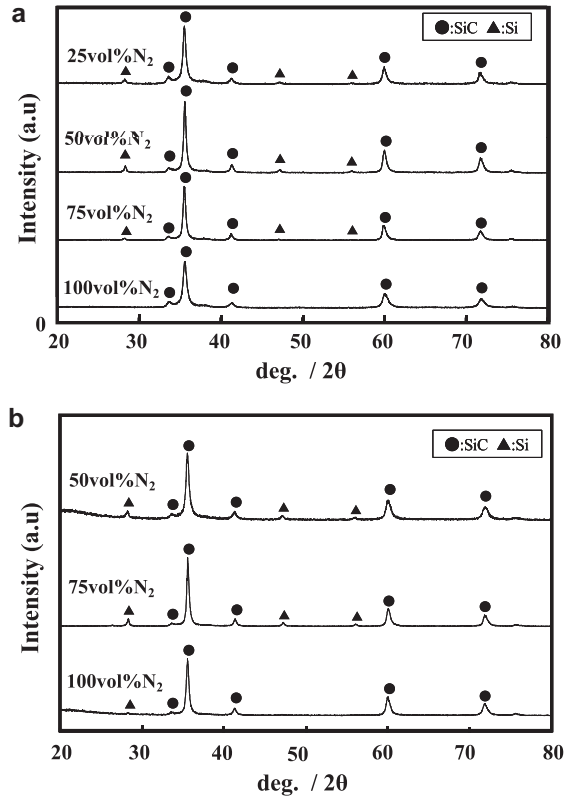 a
●:SiC ▲:Si
25vol%N₂
50vol%N₂
75vol%N₂
100vol%N₂
Intensity (a.u)
0
20 30 40 50 60 70 80
deg. / 2θ
b
●:SiC ▲:Si
50vol%N₂
75vol%N₂
100vol%N₂
Intensity (a.u)
20 30 40 50 60 70 80
deg. / 2θ